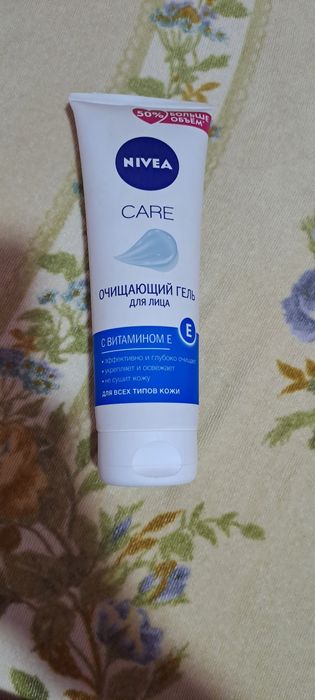 50% БОЛЬШЕ
ОБЪЕМ*
NIVEA
CARE
ОЧИЩАЮЩИЙ ГЕЛЬ
ДЛЯ ЛИЦА
С ВИТАМИНОМ Е
E
• эффективно и глубоко очищает
• укрепляет и освежает
• не сушит кожу
ДЛЯ ВСЕХ ТИПОВ КОЖИ